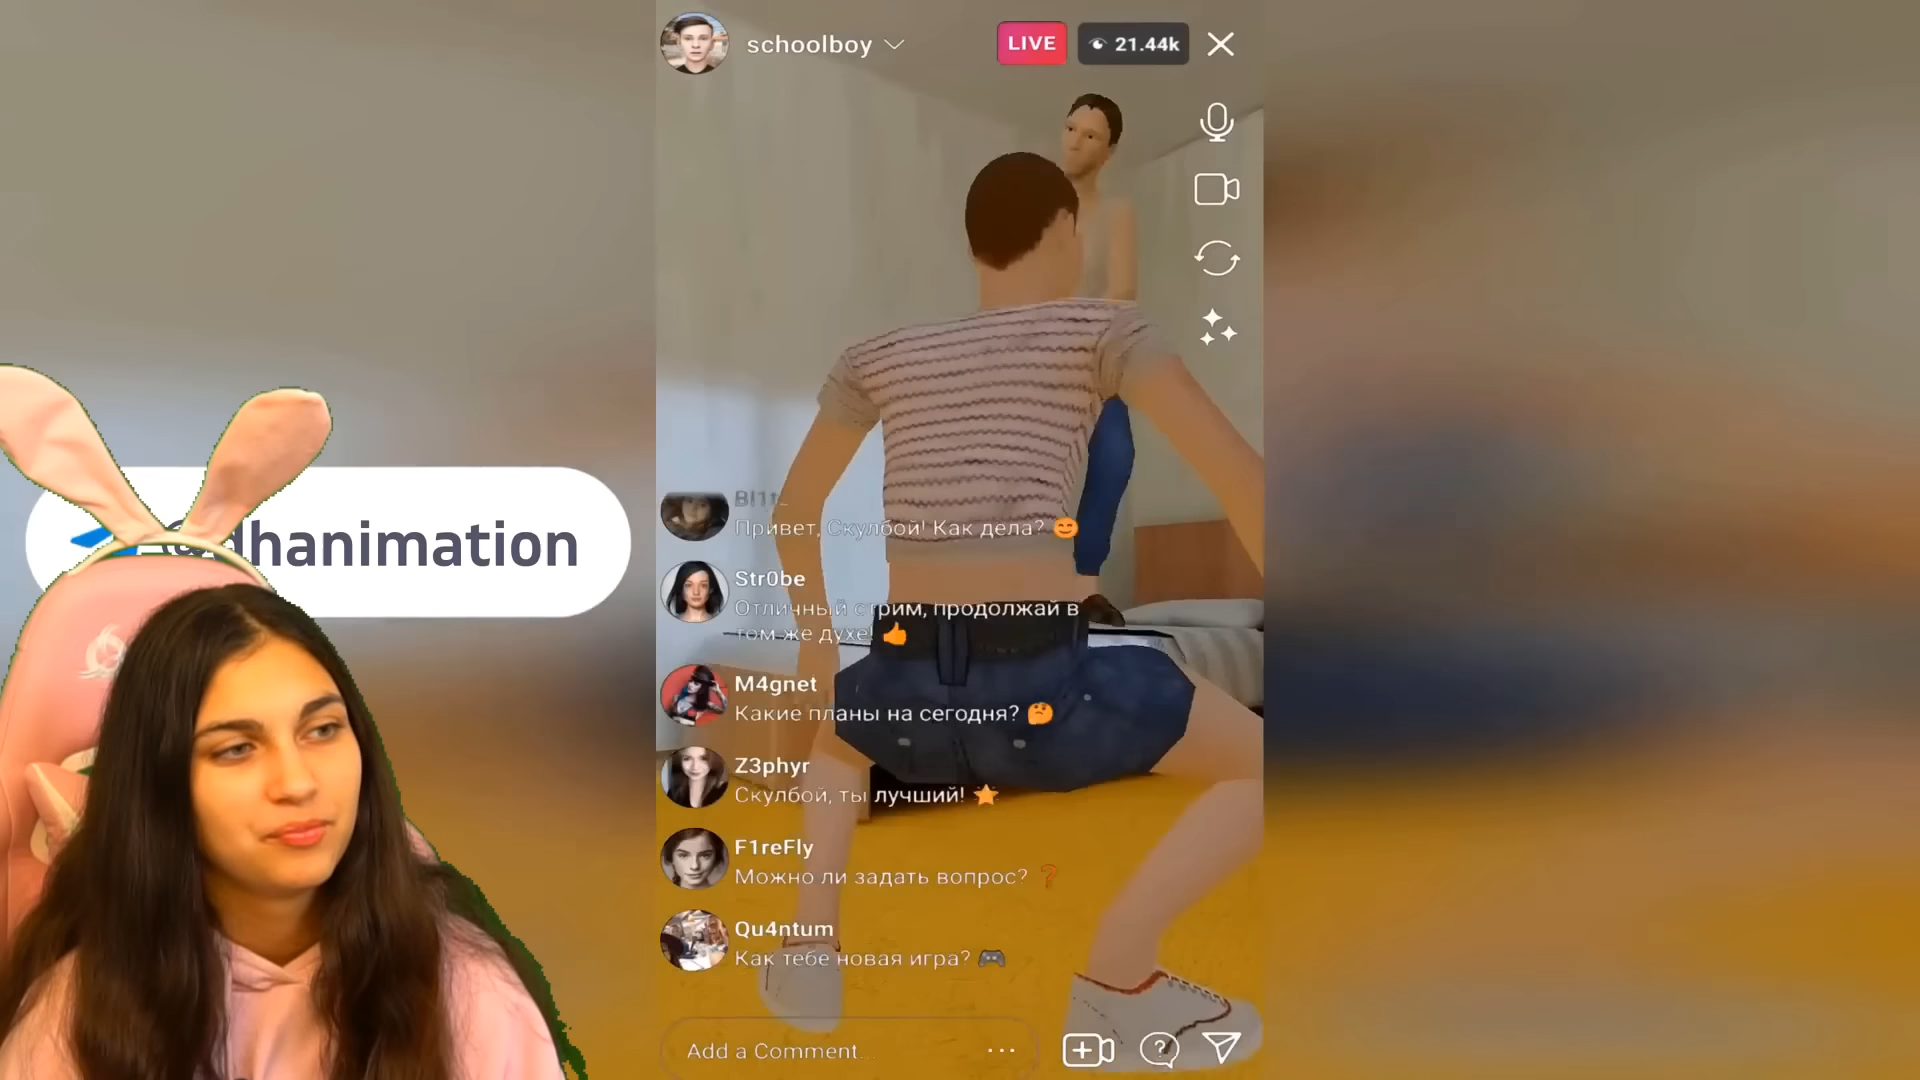 schoolboy
LIVE
21.44k
@dhanimation
Привет, Скулбой! Как дела? 😊
Str0be
Отличный стрим, продолжай в
том же духе! 👍
M4gnet
Какие планы на сегодня? 🤔
Z3phyr
Скулбой, ты лучший! ⭐
F1reFly
Можно ли задать вопрос? ❓
Qu4ntum
Как тебе новая игра? 🎮
Add a Comment...